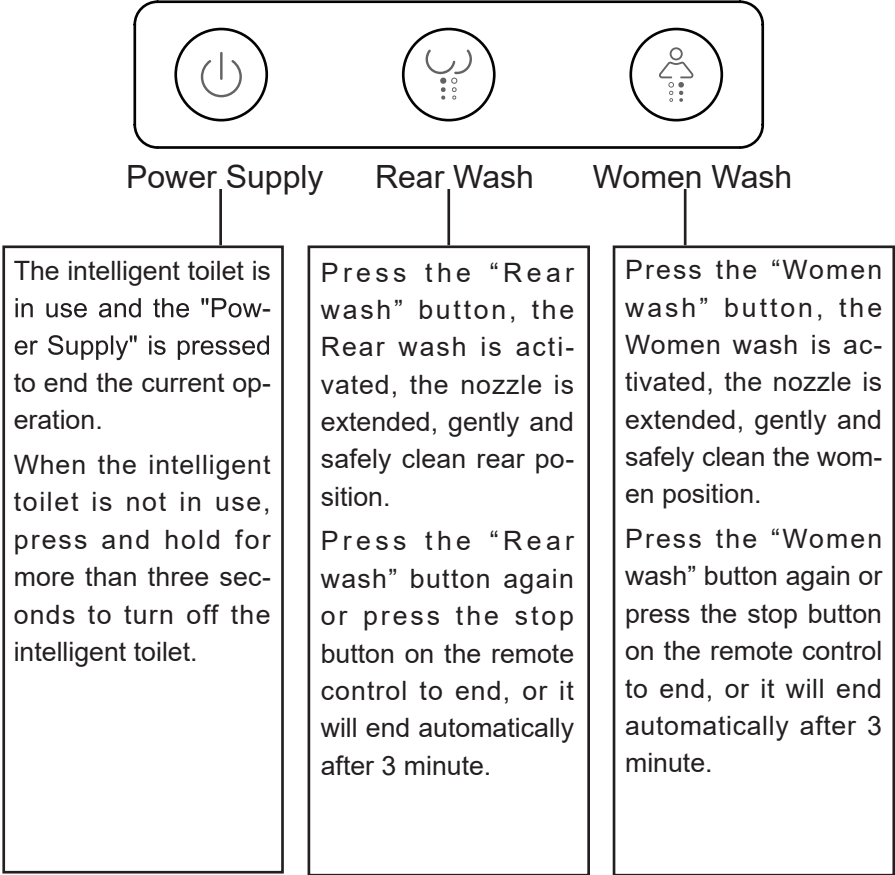 Power Supply
Rear Wash
Women Wash
The intelligent toilet is
in use and the "Pow-
er Supply" is pressed
to end the current op-
eration.
When the intelligent
toilet is not in use,
press and hold for
more than three sec-
onds to turn off the
intelligent toilet.
Press the “Rear
wash” button, the
Rear wash is acti-
vated, the nozzle is
extended, gently and
safely clean rear po-
sition.
Press the “Rear
wash” button again
or press the stop
button on the remote
control to end, or it
will end automatically
after 3 minute.
Press the “Women
wash” button, the
Women wash is ac-
tivated, the nozzle is
extended, gently and
safely clean the wom-
en position.
Press the “Women
wash” button again or
press the stop button
on the remote control
to end, or it will end
automatically after 3
minute.